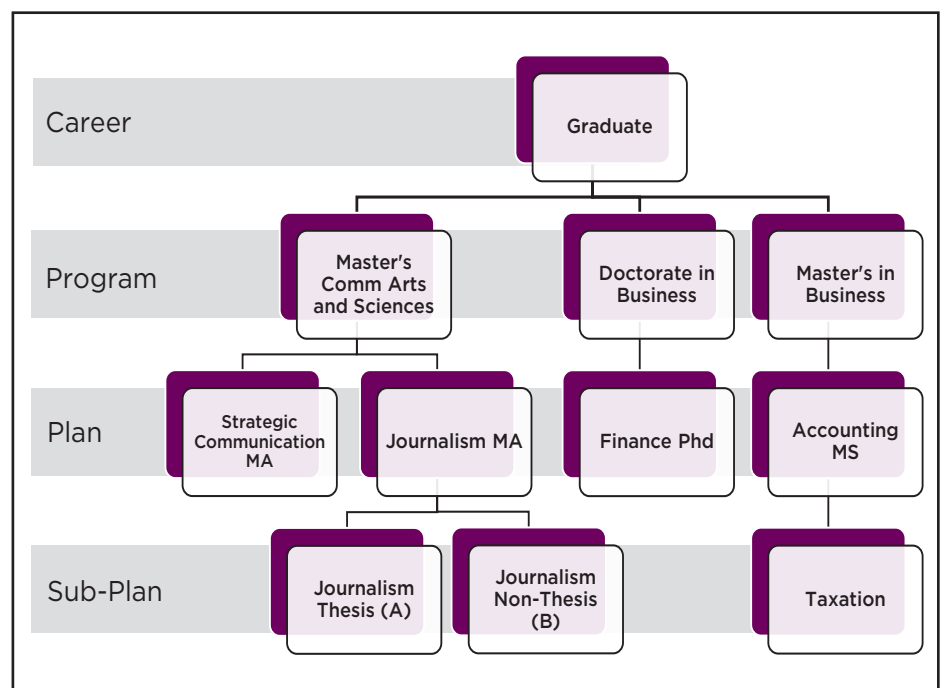 Career
Graduate
Program
Master's
Comm Arts
and Sciences
Doctorate in
Business
Master's in
Business
Plan
Strategic
Communication
MA
Journalism MA
Finance Phd
Accounting
MS
Sub-Plan
Journalism
Thesis (A)
Journalism
Non-Thesis
(B)
Taxation